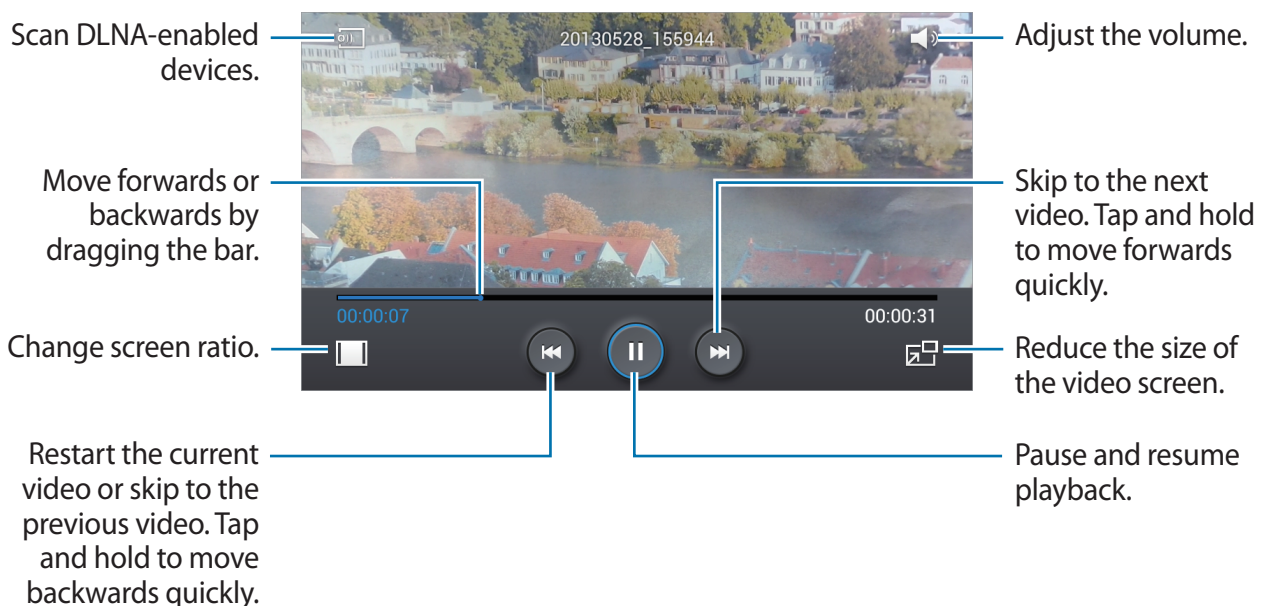 Scan DLNA-enabled
devices.
20130528_155944
Adjust the volume.
Move forwards or
backwards by
dragging the bar.
Skip to the next
video. Tap and hold
to move forwards
quickly.
00:00:07
00:00:31
Change screen ratio.
Reduce the size of
the video screen.
Restart the current
video or skip to the
previous video. Tap
and hold to move
backwards quickly.
Pause and resume
playback.